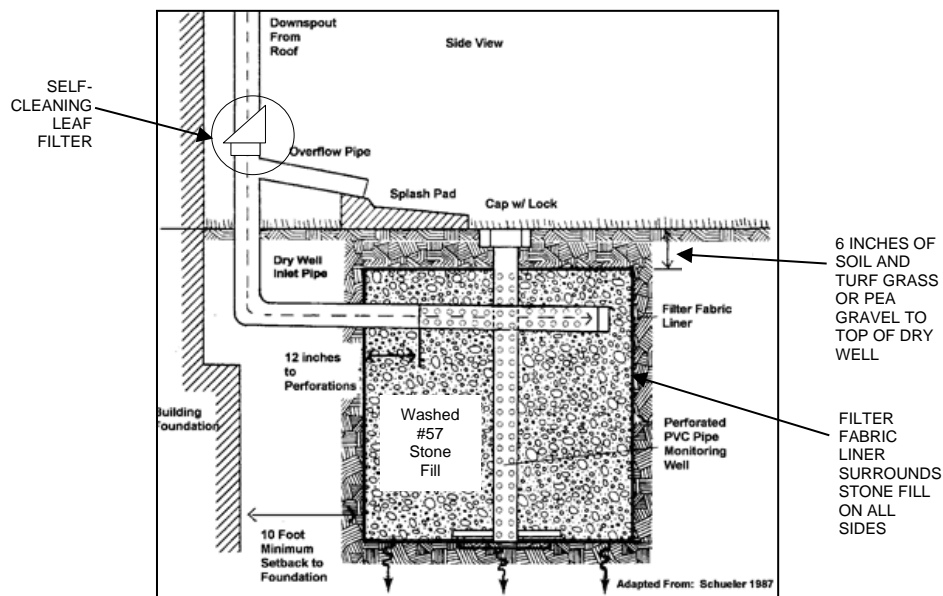 Downspout
From
Roof
Side View
SELF-
CLEANING
LEAF
FILTER
Overflow Pipe
Splash Pad
Cap w/ Lock
6 INCHES OF
SOIL AND
TURF GRASS
OR PEA
GRAVEL TO
TOP OF DRY
WELL
Dry Well
Inlet Pipe
Filter Fabric
Liner
12 inches
to
Perforations
Building
Foundation
Washed
#57
Stone
Fill
Perforated
PVC Pipe
Monitoring
Well
FILTER
FABRIC
LINER
SURROUNDS
STONE FILL
ON ALL
SIDES
10 Foot
Minimum
Setback to
Foundation
Adapted From: Schueler 1987